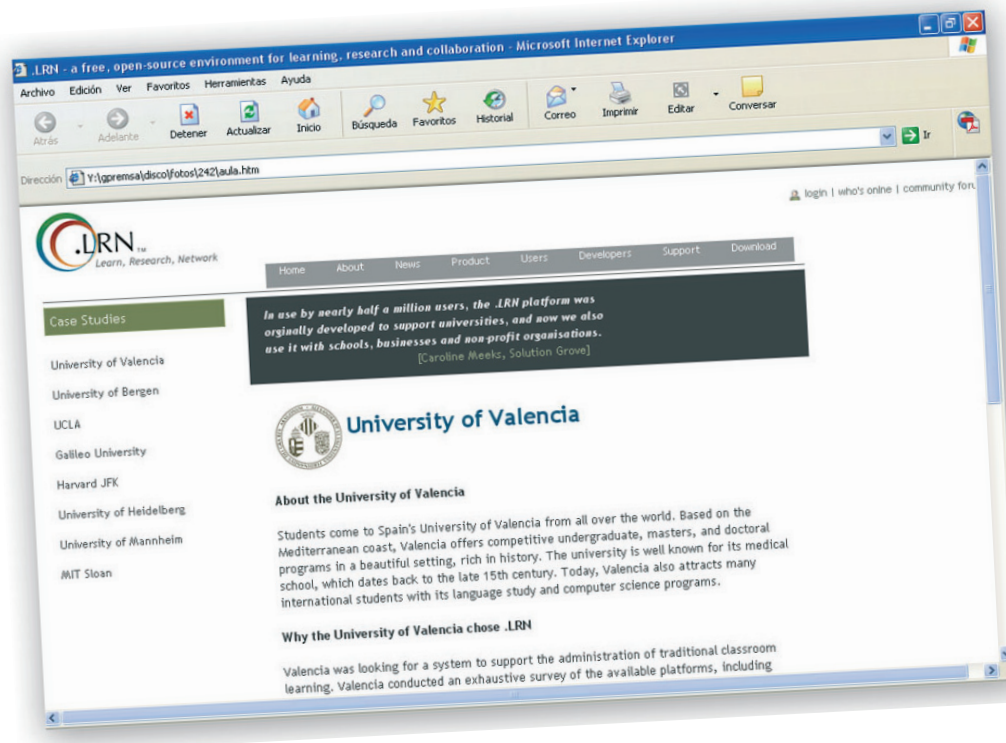 .LRN - a free, open-source environment for learning, research and collaboration - Microsoft Internet Explorer
Archivo Edición Ver Favoritos Herramientas Ayuda
Atrás Adelante Detener Actualizar Inicio Búsqueda Favoritos Historial Correo Imprimir Editar Conversar
Dirección Y:\gpremsa\disco\fotos\242\aula.htm Ir
login | who's online | community foru
.LRN TM
Learn, Research, Network
Home About News Product Users Developers Support Download
Case Studies
University of Valencia
University of Bergen
UCLA
Galileo University
Harvard JFK
University of Heidelberg
University of Mannheim
MIT Sloan
In use by nearly half a million users, the .LRN platform was
orginally developed to support universities, and now we also
use it with schools, businesses and non-profit organisations.
[Caroline Meeks, Solution Grove]
University of Valencia
About the University of Valencia
Students come to Spain's University of Valencia from all over the world. Based on the
Mediterranean coast, Valencia offers competitive undergraduate, masters, and doctoral
programs in a beautiful setting, rich in history. The university is well known for its medical
school, which dates back to the late 15th century. Today, Valencia also attracts many
international students with its language study and computer science programs.
Why the University of Valencia chose .LRN
Valencia was looking for a system to support the administration of traditional classroom
learning. Valencia conducted an exhaustive survey of the available platforms, including